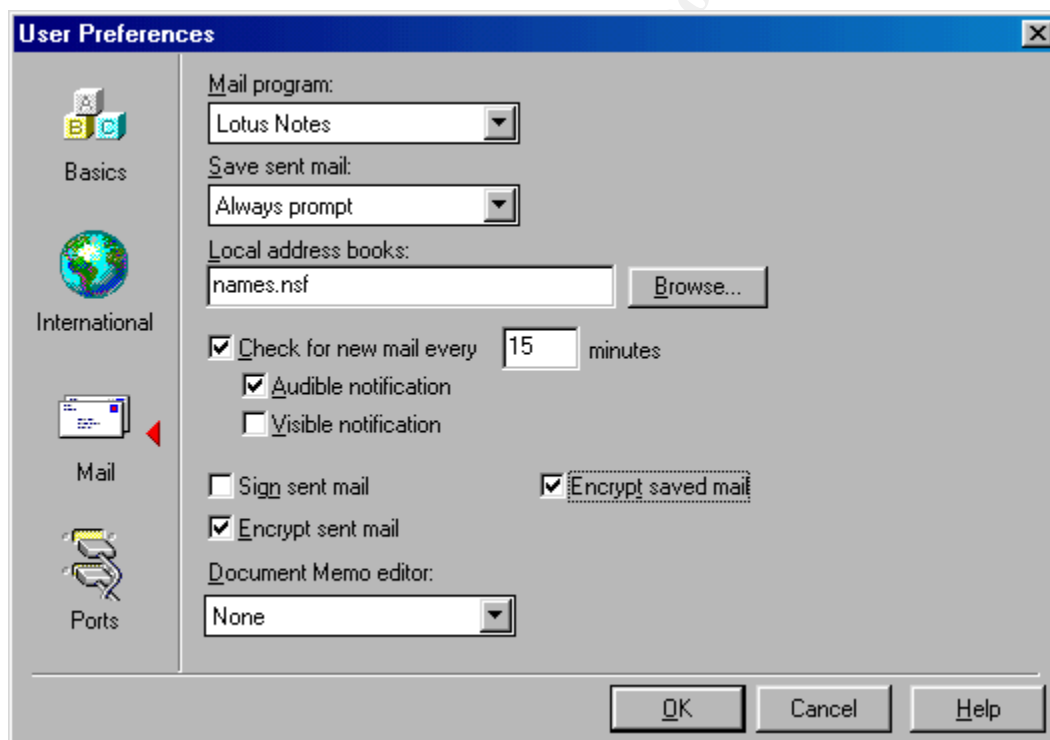 User Preferences
Basics
International
Mail
Ports
Mail program:
Lotus Notes
Save sent mail:
Always prompt
Local address books:
names.nsf
Browse...
Check for new mail every 15 minutes
Audible notification
Visible notification
Sign sent mail
Encrypt saved mail
Encrypt sent mail
Document Memo editor:
None
OK
Cancel
Help